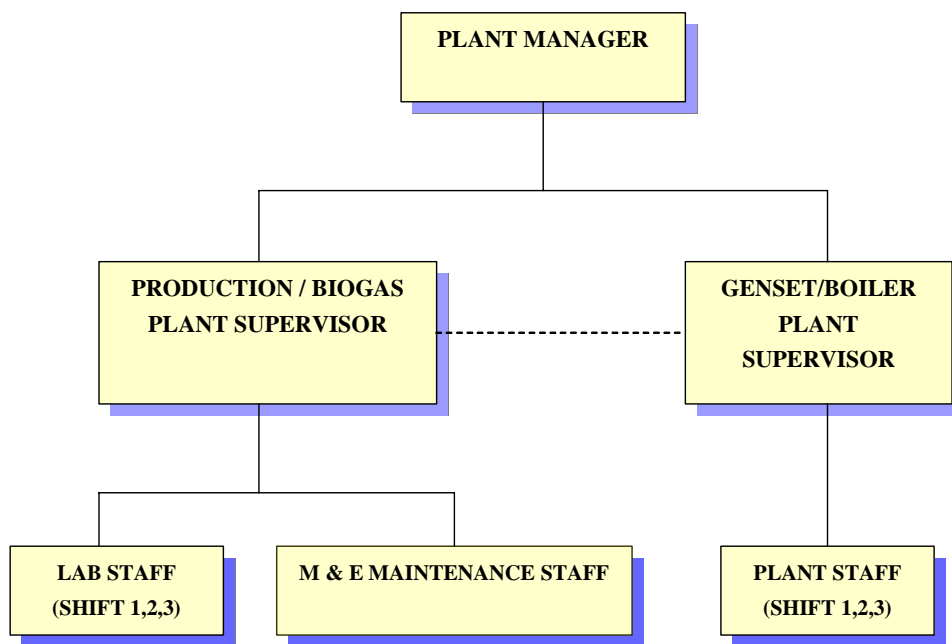 PLANT MANAGER
PRODUCTION / BIOGAS
PLANT SUPERVISOR
GENSET/BOILER
PLANT
SUPERVISOR
LAB STAFF
(SHIFT 1,2,3)
M & E MAINTENANCE STAFF
PLANT STAFF
(SHIFT 1,2,3)